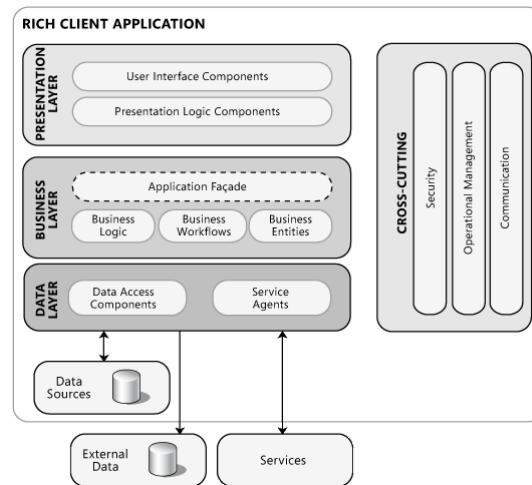 RICH CLIENT APPLICATION
PRESENTATION
LAYER
User Interface Components
Presentation Logic Components
BUSINESS
LAYER
Application Façade
Business
Logic
Business
Workflows
Business
Entities
DATA
LAYER
Data Access
Components
Service
Agents
CROSS-CUTTING
Security
Operational Management
Communication
Data
Sources
External
Data
Services